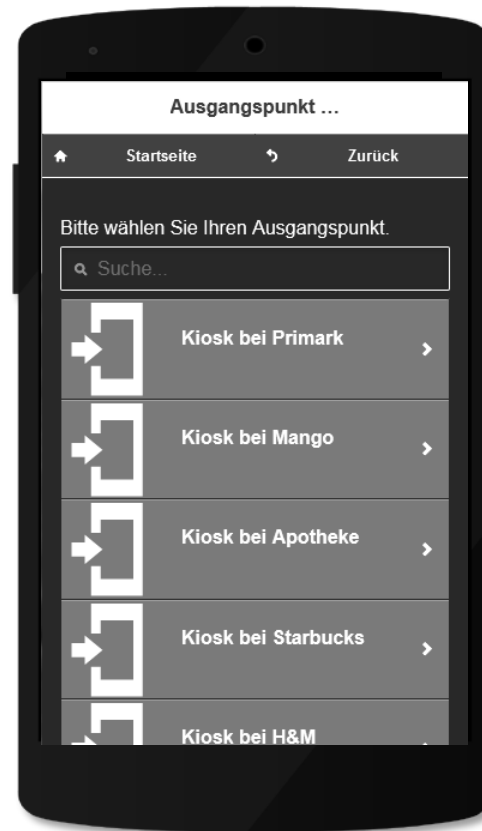 Ausgangspunkt ...
Startseite Zurück
Bitte wählen Sie Ihren Ausgangspunkt.
Suche...
Kiosk bei Primark
Kiosk bei Mango
Kiosk bei Apotheke
Kiosk bei Starbucks
Kiosk bei H&M